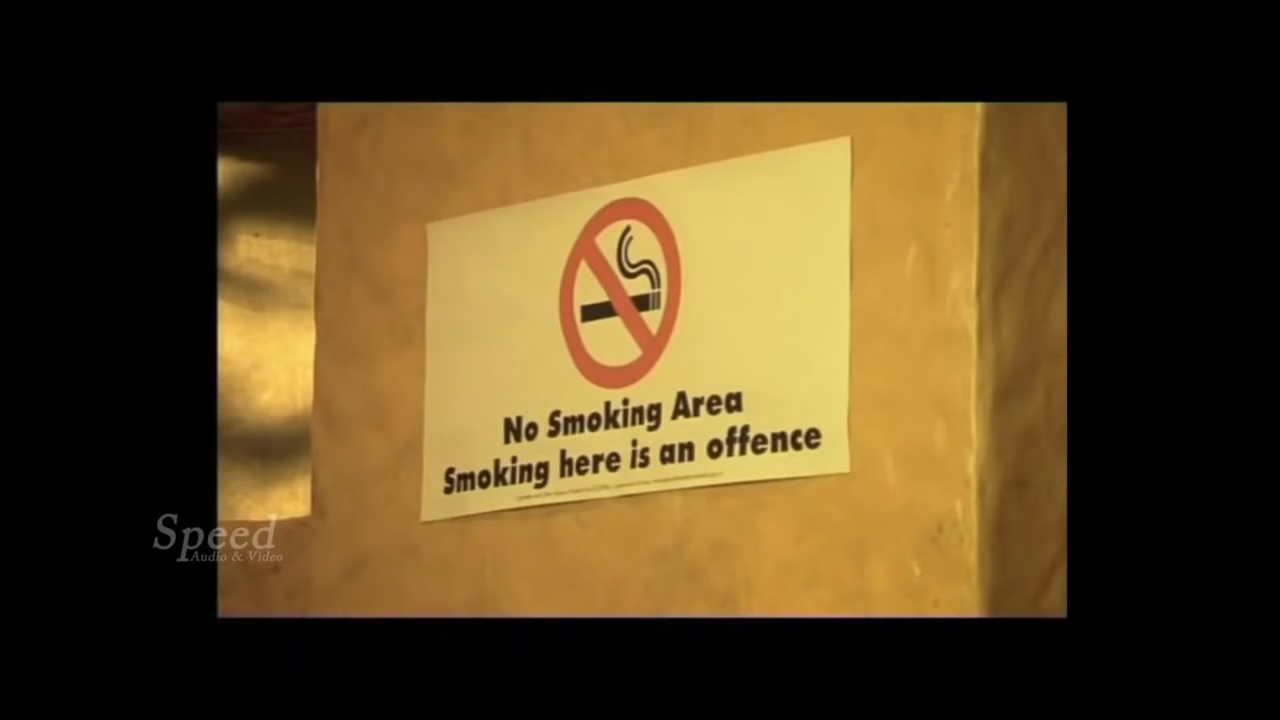 No Smoking Area
Smoking here is an offence
Speed
Audio & Video